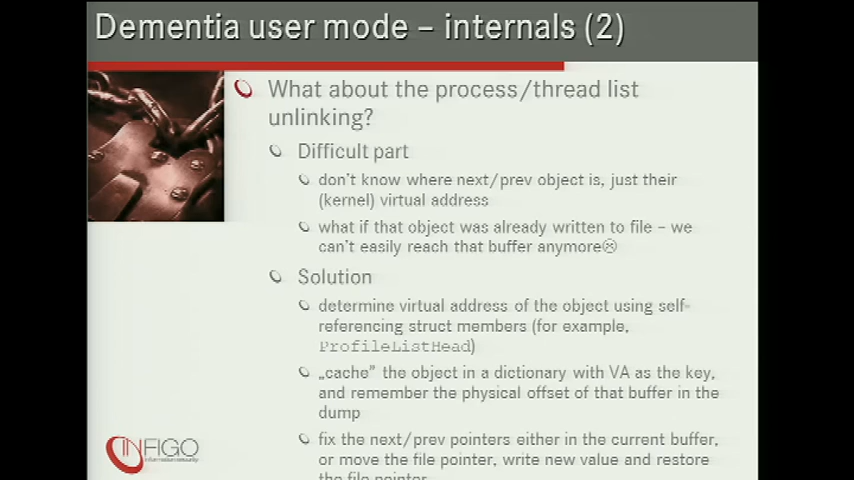 Dementia user mode – internals (2)
What about the process/thread list
unlinking?
Difficult part
don't know where next/prev object is, just their
(kernel) virtual address
what if that object was already written to file – we
can't easily reach that buffer anymore☹
Solution
determine virtual address of the object using self-
referencing struct members (for example,
ProfileListHead)
„cache" the object in a dictionary with VA as the key,
and remember the physical offset of that buffer in the
dump
fix the next/prev pointers either in the current buffer,
or move the file pointer, write new value and restore
the file pointer
INFIGO
information security